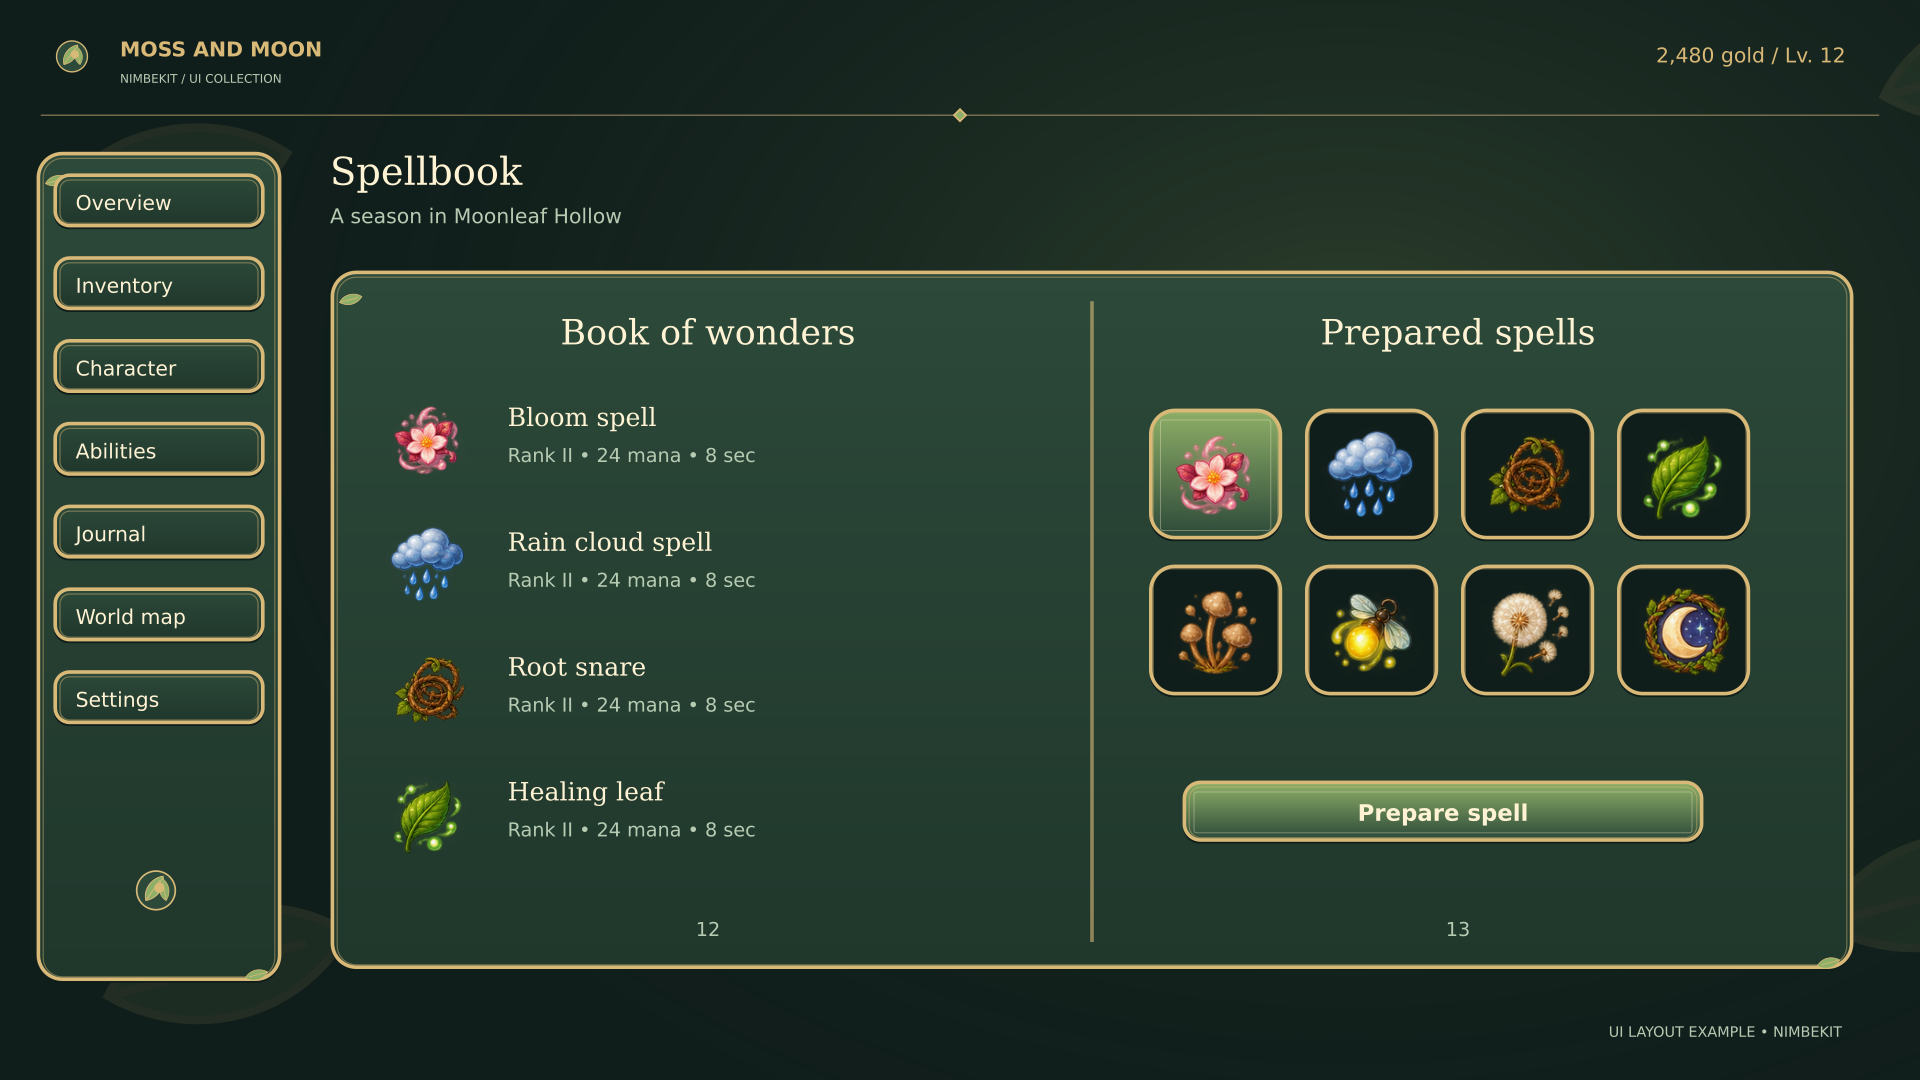 MOSS AND MOON
NIMBEKIT / UI COLLECTION
2,480 gold / Lv. 12
Overview
Inventory
Character
Abilities
Journal
World map
Settings
Spellbook
A season in Moonleaf Hollow
Book of wonders
Bloom spell
Rank II • 24 mana • 8 sec
Rain cloud spell
Rank II • 24 mana • 8 sec
Root snare
Rank II • 24 mana • 8 sec
Healing leaf
Rank II • 24 mana • 8 sec
12
Prepared spells
Prepare spell
13
UI LAYOUT EXAMPLE • NIMBEKIT